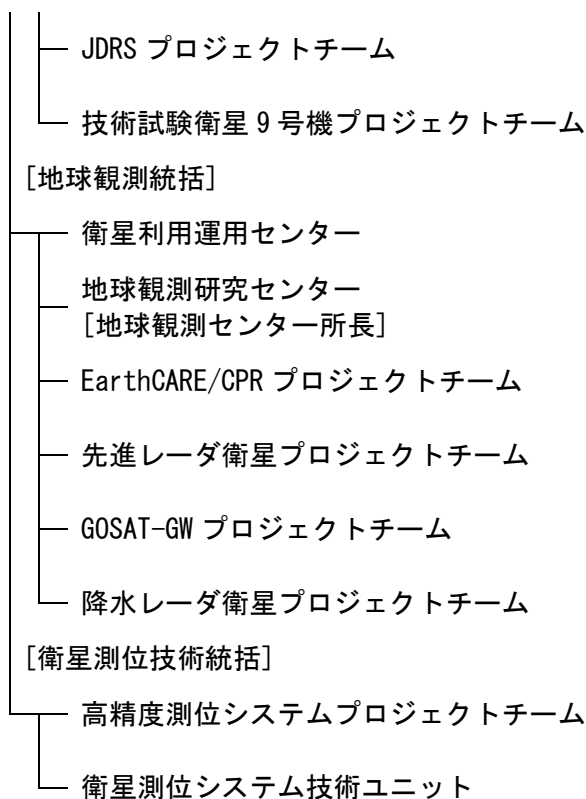 JDRS プロジェクトチーム
技術試験衛星 9 号機プロジェクトチーム
[地球観測統括]
衛星利用運用センター
地球観測研究センター
[地球観測センター所長]
EarthCARE/CPR プロジェクトチーム
先進レーダ衛星プロジェクトチーム
GOSAT-GW プロジェクトチーム
降水レーダ衛星プロジェクトチーム
[衛星測位技術統括]
高精度測位システムプロジェクトチーム
衛星測位システム技術ユニット